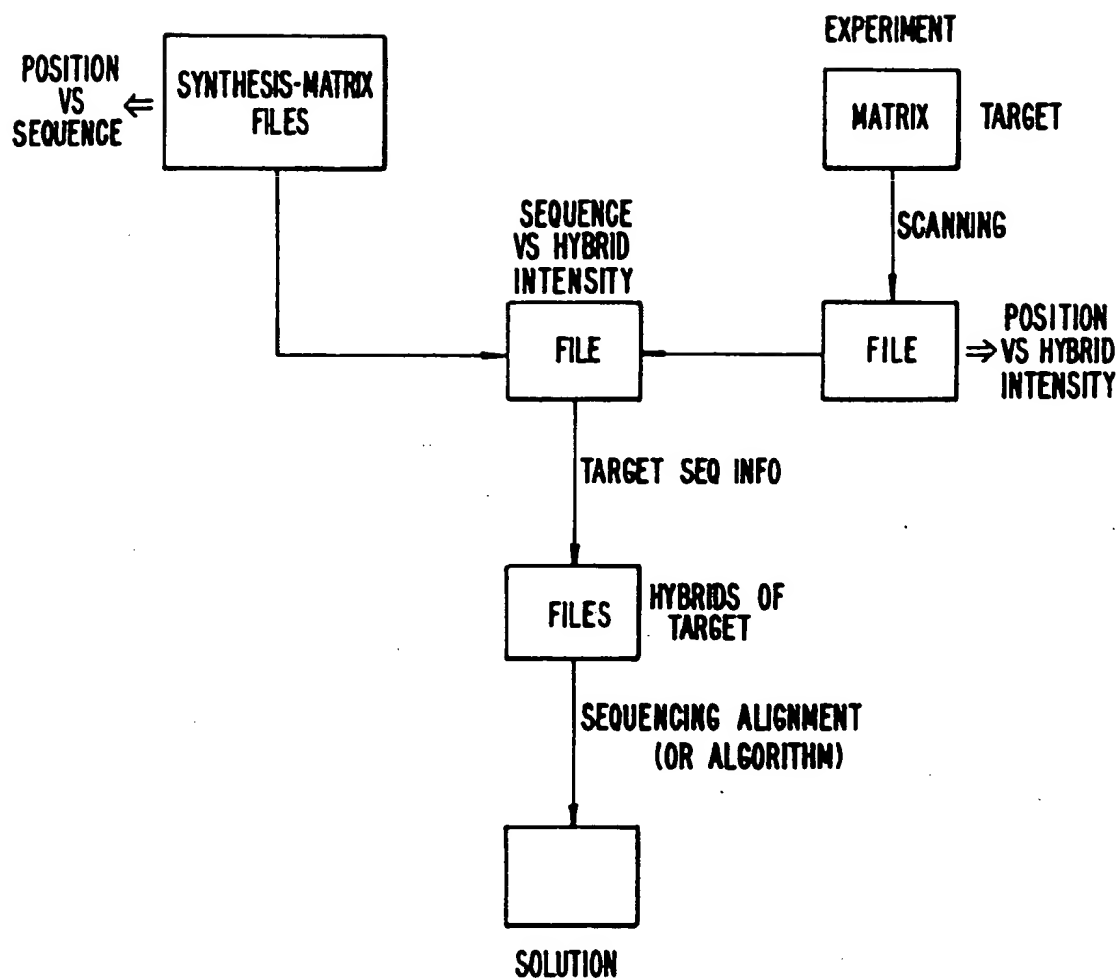 EXPERIMENT
POSITION
VS
SEQUENCE
SYNTHESIS-MATRIX
FILES
MATRIX
TARGET
SCANNING
SEQUENCE
VS HYBRID
INTENSITY
FILE
FILE
POSITION
VS HYBRID
INTENSITY
TARGET SEQ INFO
FILES
HYBRIDS OF
TARGET
SEQUENCING ALIGNMENT
(OR ALGORITHM)
SOLUTION